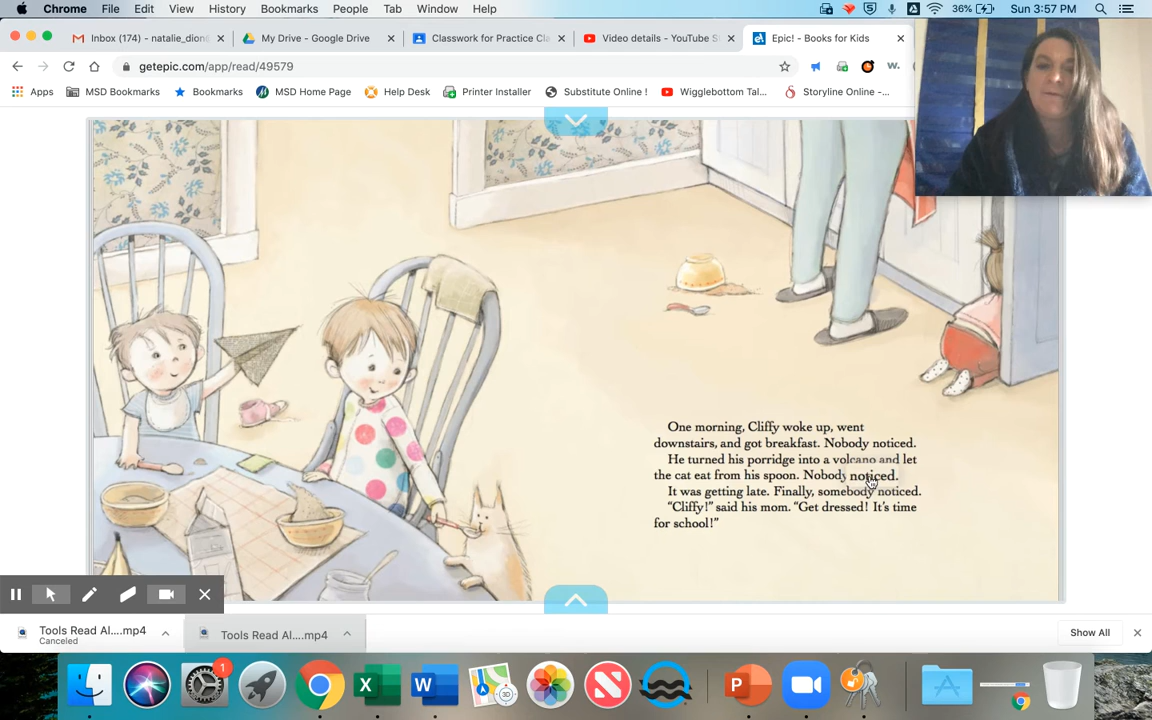 Chrome File Edit View History Bookmarks People Tab Window Help 36% Sun 3:57 PM
Inbox (174) - natalie_dion My Drive - Google Drive Classwork for Practice Cl Video details - YouTube S Epic! - Books for Kids
getepic.com/app/read/49579 W.
Apps MSD Bookmarks Bookmarks MSD Home Page Help Desk Printer Installer Substitute Online ! Wigglebottom Tal... Storyline Online -...
One morning, Cliffy woke up, went
downstairs, and got breakfast. Nobody noticed.
He turned his porridge into a volcano and let
the cat eat from his spoon. Nobody noticed.
It was getting late. Finally, somebody noticed.
“Cliffy!” said his mom. “Get dressed! It’s time
for school!”
Tools Read Al....mp4
Canceled
Tools Read Al....mp4
Show All
1
X W 3D N P A